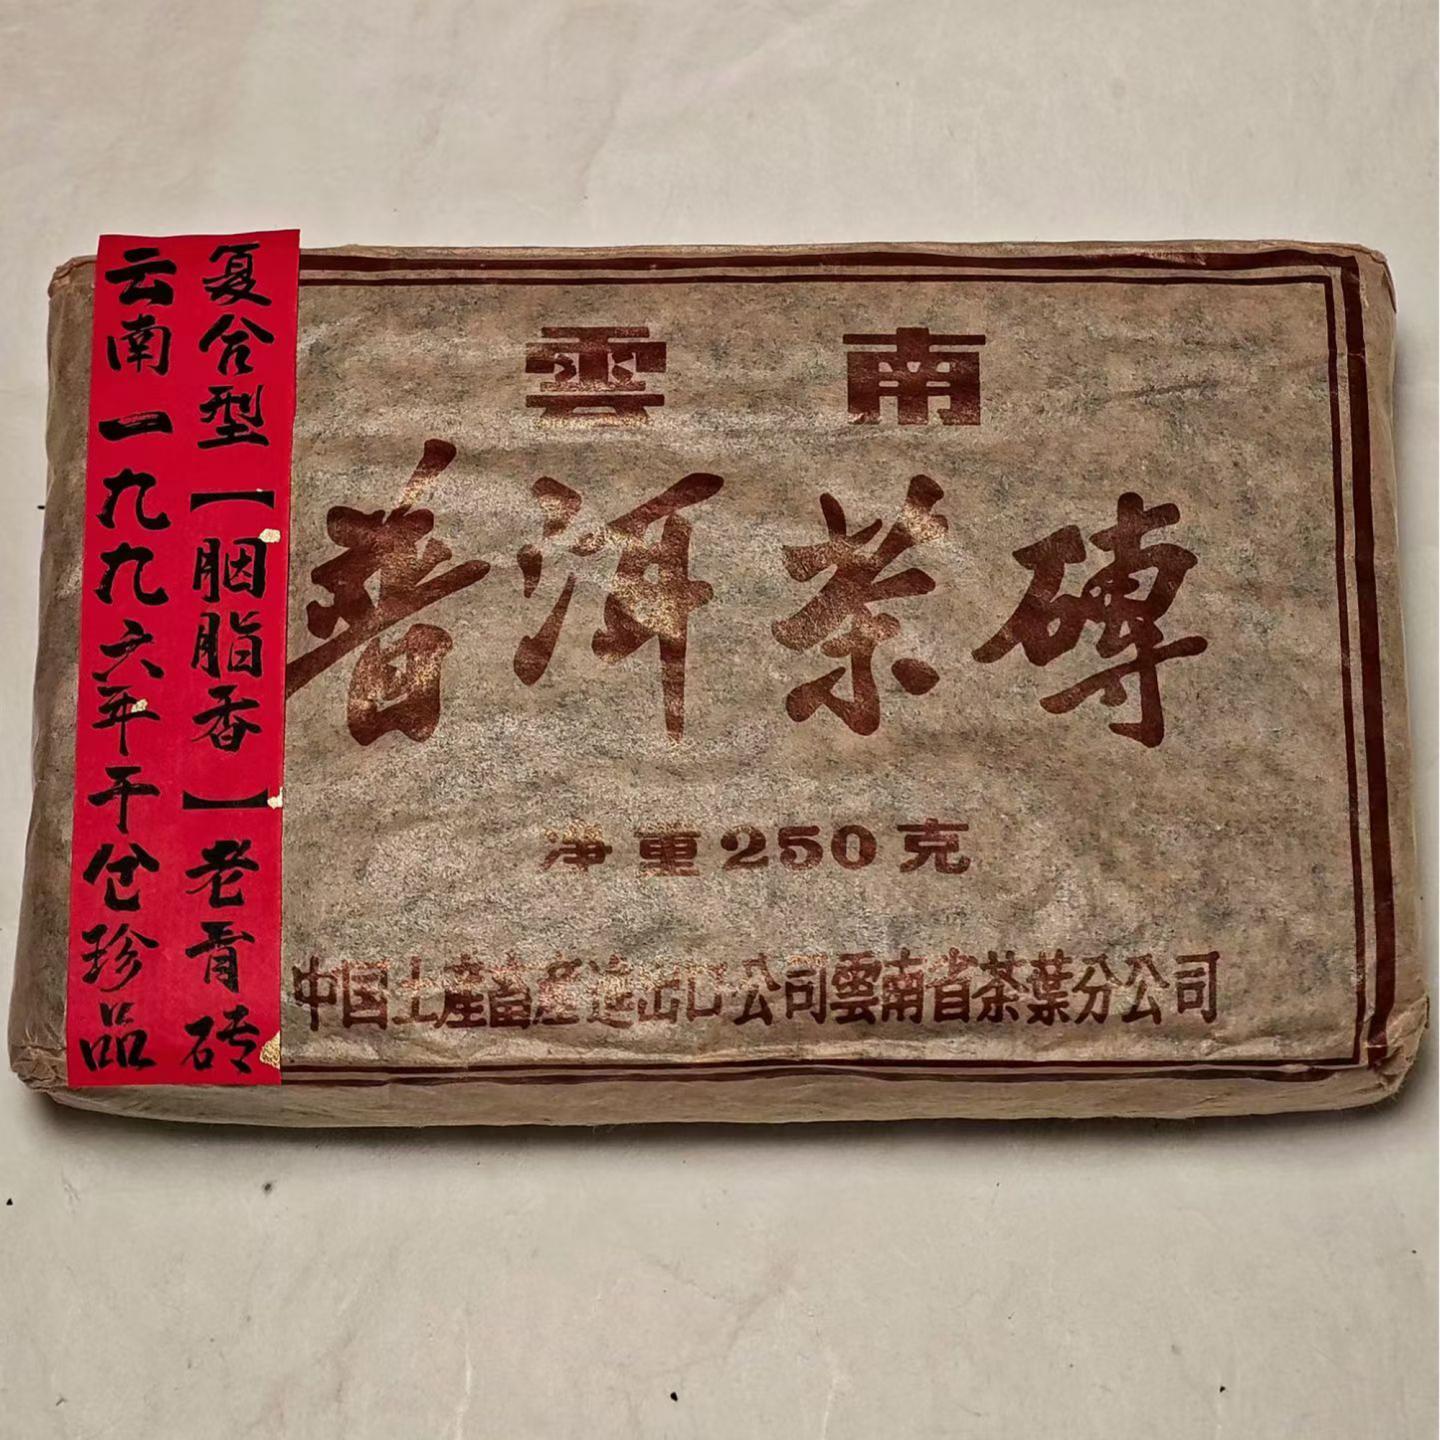 复合型【胭脂香】老青砖
云南一九九六年干仓珍品
雲南
普洱茶磚
净重250克
中国土産畜産進出口公司雲南省茶葉分公司